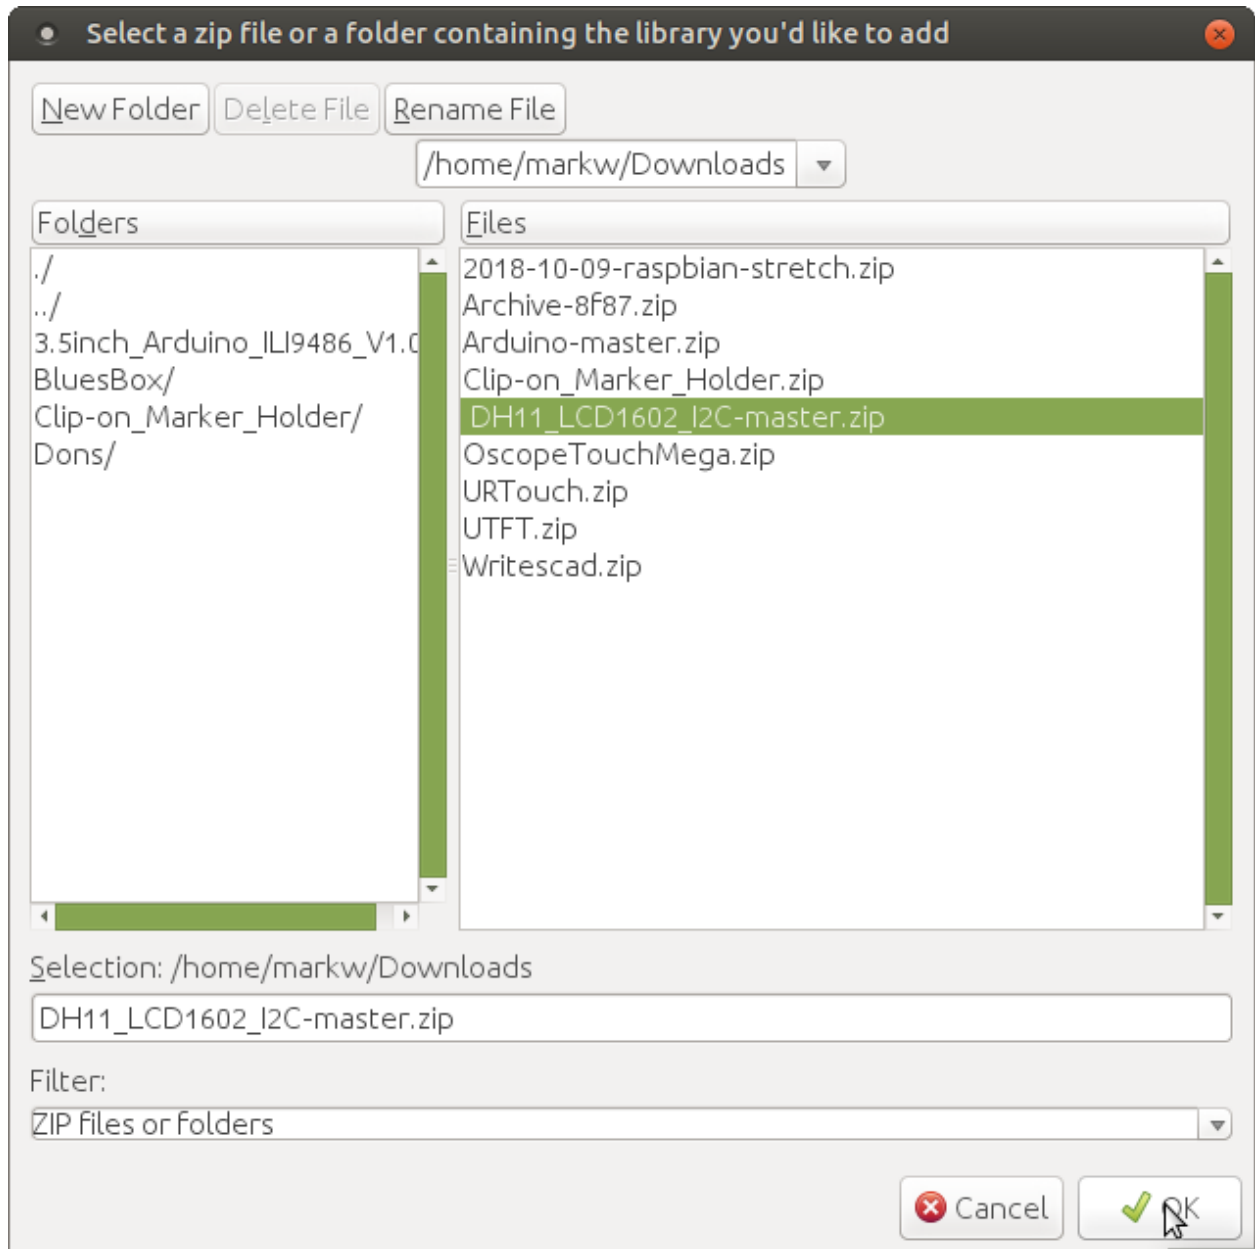 Select a zip file or a folder containing the library you'd like to add
New Folder Delete File Rename File
/home/markw/Downloads
Folders
./
../
3.5inch_Arduino_ILI9486_V1.0
BluesBox/
Clip-on_Marker_Holder/
Dons/
Files
2018-10-09-raspbian-stretch.zip
Archive-8f87.zip
Arduino-master.zip
Clip-on_Marker_Holder.zip
DH11_LCD1602_I2C-master.zip
OscopeTouchMega.zip
URTouch.zip
UTFT.zip
Writescad.zip
Selection: /home/markw/Downloads
DH11_LCD1602_I2C-master.zip
Filter:
ZIP files or folders
Cancel OK